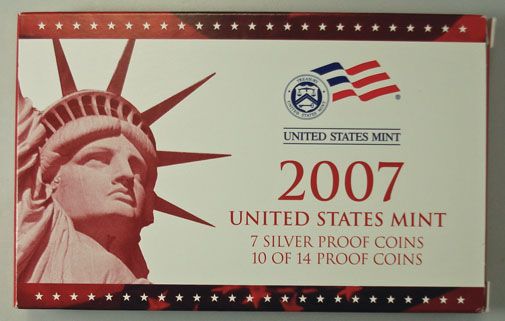 UNITED STATES MINT
2007
UNITED STATES MINT
7 SILVER PROOF COINS
10 OF 14 PROOF COINS